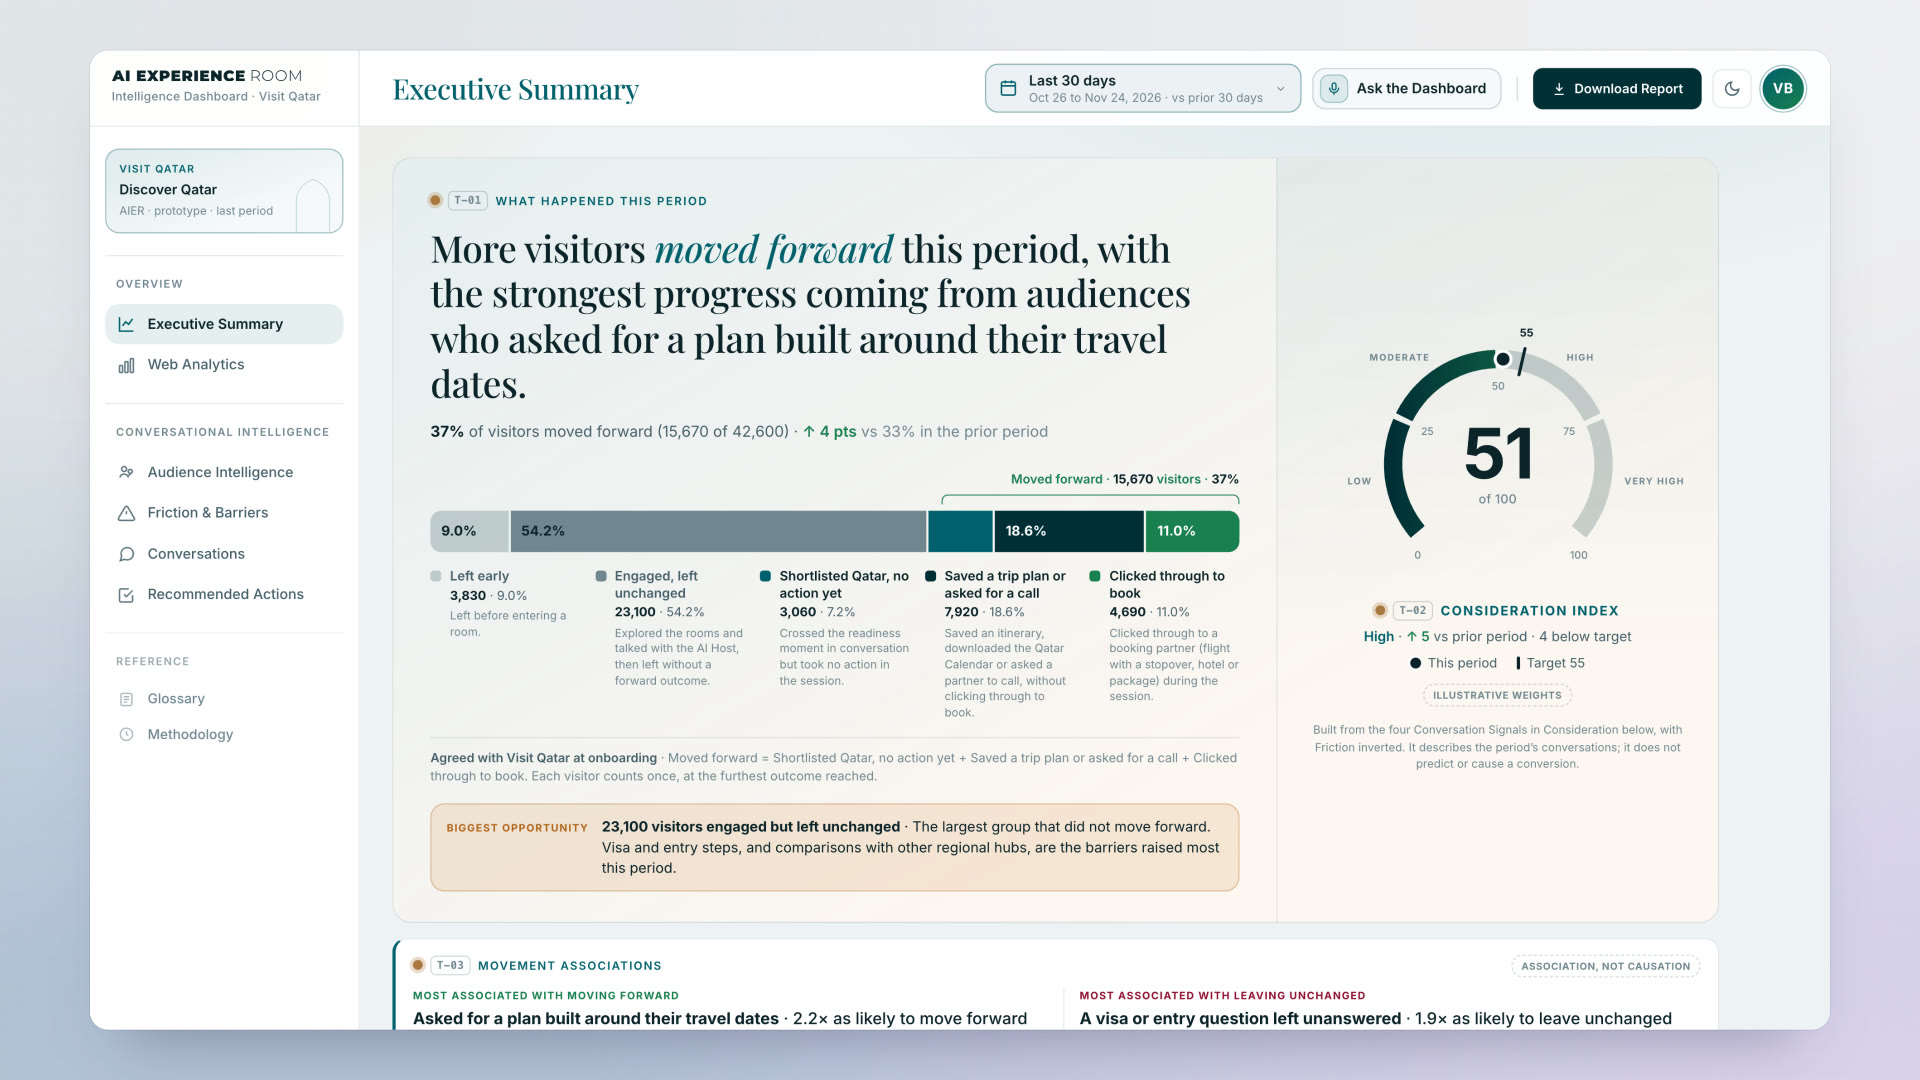 AI EXPERIENCE ROOM
Intelligence Dashboard · Visit Qatar
Executive Summary
Last 30 days
Oct 26 to Nov 24, 2026 · vs prior 30 days
Ask the Dashboard
Download Report
VB
VISIT QATAR
Discover Qatar
AIER · prototype · last period
OVERVIEW
Executive Summary
Web Analytics
CONVERSATIONAL INTELLIGENCE
Audience Intelligence
Friction & Barriers
Conversations
Recommended Actions
REFERENCE
Glossary
Methodology
T-01 WHAT HAPPENED THIS PERIOD
More visitors moved forward this period, with
the strongest progress coming from audiences
who asked for a plan built around their travel
dates.
37% of visitors moved forward (15,670 of 42,600) · ↑ 4 pts vs 33% in the prior period
Moved forward · 15,670 visitors · 37%
9.0%
54.2%
18.6%
11.0%
Left early
3,830 · 9.0%
Left before entering a
room.
Engaged, left
unchanged
23,100 · 54.2%
Explored the rooms and
talked with the AI Host,
then left without a
forward outcome.
Shortlisted Qatar, no
action yet
3,060 · 7.2%
Crossed the readiness
moment in conversation
but took no action in
the session.
Saved a trip plan or
asked for a call
7,920 · 18.6%
Saved an itinerary,
downloaded the Qatar
Calendar or asked a
partner to call, without
clicking through to
book.
Clicked through to
book
4,690 · 11.0%
Clicked through to a
booking partner (flight
with a stopover, hotel or
package) during the
session.
Agreed with Visit Qatar at onboarding · Moved forward = Shortlisted Qatar, no action yet + Saved a trip plan or asked for a call + Clicked
through to book. Each visitor counts once, at the furthest outcome reached.
BIGGEST OPPORTUNITY
23,100 visitors engaged but left unchanged · The largest group that did not move forward.
Visa and entry steps, and comparisons with other regional hubs, are the barriers raised most
this period.
55
MODERATE
HIGH
50
25
75
51
of 100
LOW
VERY HIGH
0
100
T-02 CONSIDERATION INDEX
High · ↑ 5 vs prior period · 4 below target
This period
Target 55
ILLUSTRATIVE WEIGHTS
Built from the four Conversation Signals in Consideration below, with
Friction inverted. It describes the period's conversations; it does not
predict or cause a conversion.
T-03 MOVEMENT ASSOCIATIONS
ASSOCIATION, NOT CAUSATION
MOST ASSOCIATED WITH MOVING FORWARD
Asked for a plan built around their travel dates · 2.2× as likely to move forward
MOST ASSOCIATED WITH LEAVING UNCHANGED
A visa or entry question left unanswered · 1.9× as likely to leave unchanged